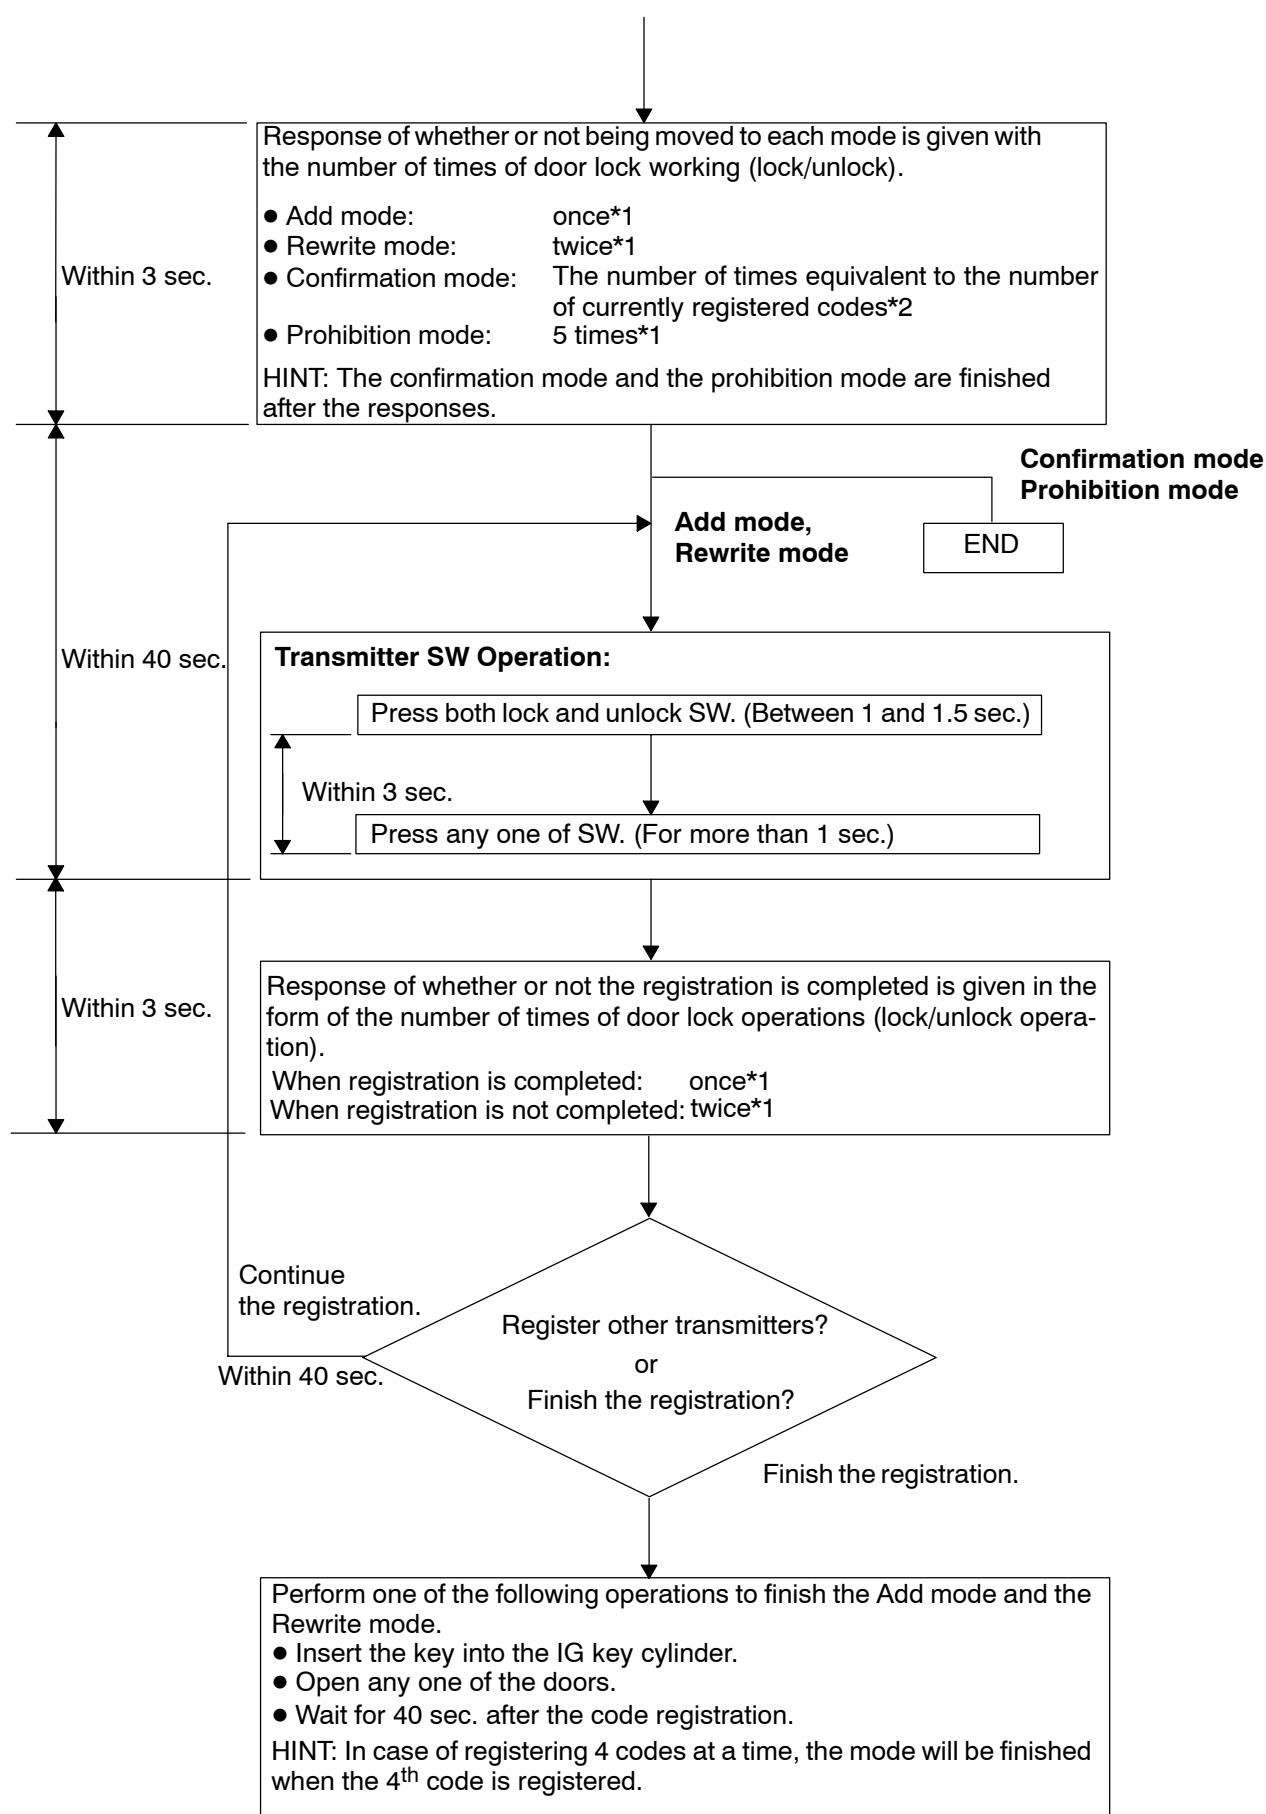 Response of whether or not being moved to each mode is given with
the number of times of door lock working (lock/unlock).
● Add mode: once*1
● Rewrite mode: twice*1
● Confirmation mode: The number of times equivalent to the number
of currently registered codes*2
● Prohibition mode: 5 times*1
HINT: The confirmation mode and the prohibition mode are finished
after the responses.
Within 3 sec.
Confirmation mode
Prohibition mode
Add mode,
Rewrite mode
END
Within 40 sec.
Transmitter SW Operation:
Press both lock and unlock SW. (Between 1 and 1.5 sec.)
Within 3 sec.
Press any one of SW. (For more than 1 sec.)
Within 3 sec.
Response of whether or not the registration is completed is given in the
form of the number of times of door lock operations (lock/unlock opera-
tion).
When registration is completed: once*1
When registration is not completed: twice*1
Continue
the registration.
Within 40 sec.
Register other transmitters?
or
Finish the registration?
Finish the registration.
Perform one of the following operations to finish the Add mode and the
Rewrite mode.
● Insert the key into the IG key cylinder.
● Open any one of the doors.
● Wait for 40 sec. after the code registration.
HINT: In case of registering 4 codes at a time, the mode will be finished
when the 4th code is registered.